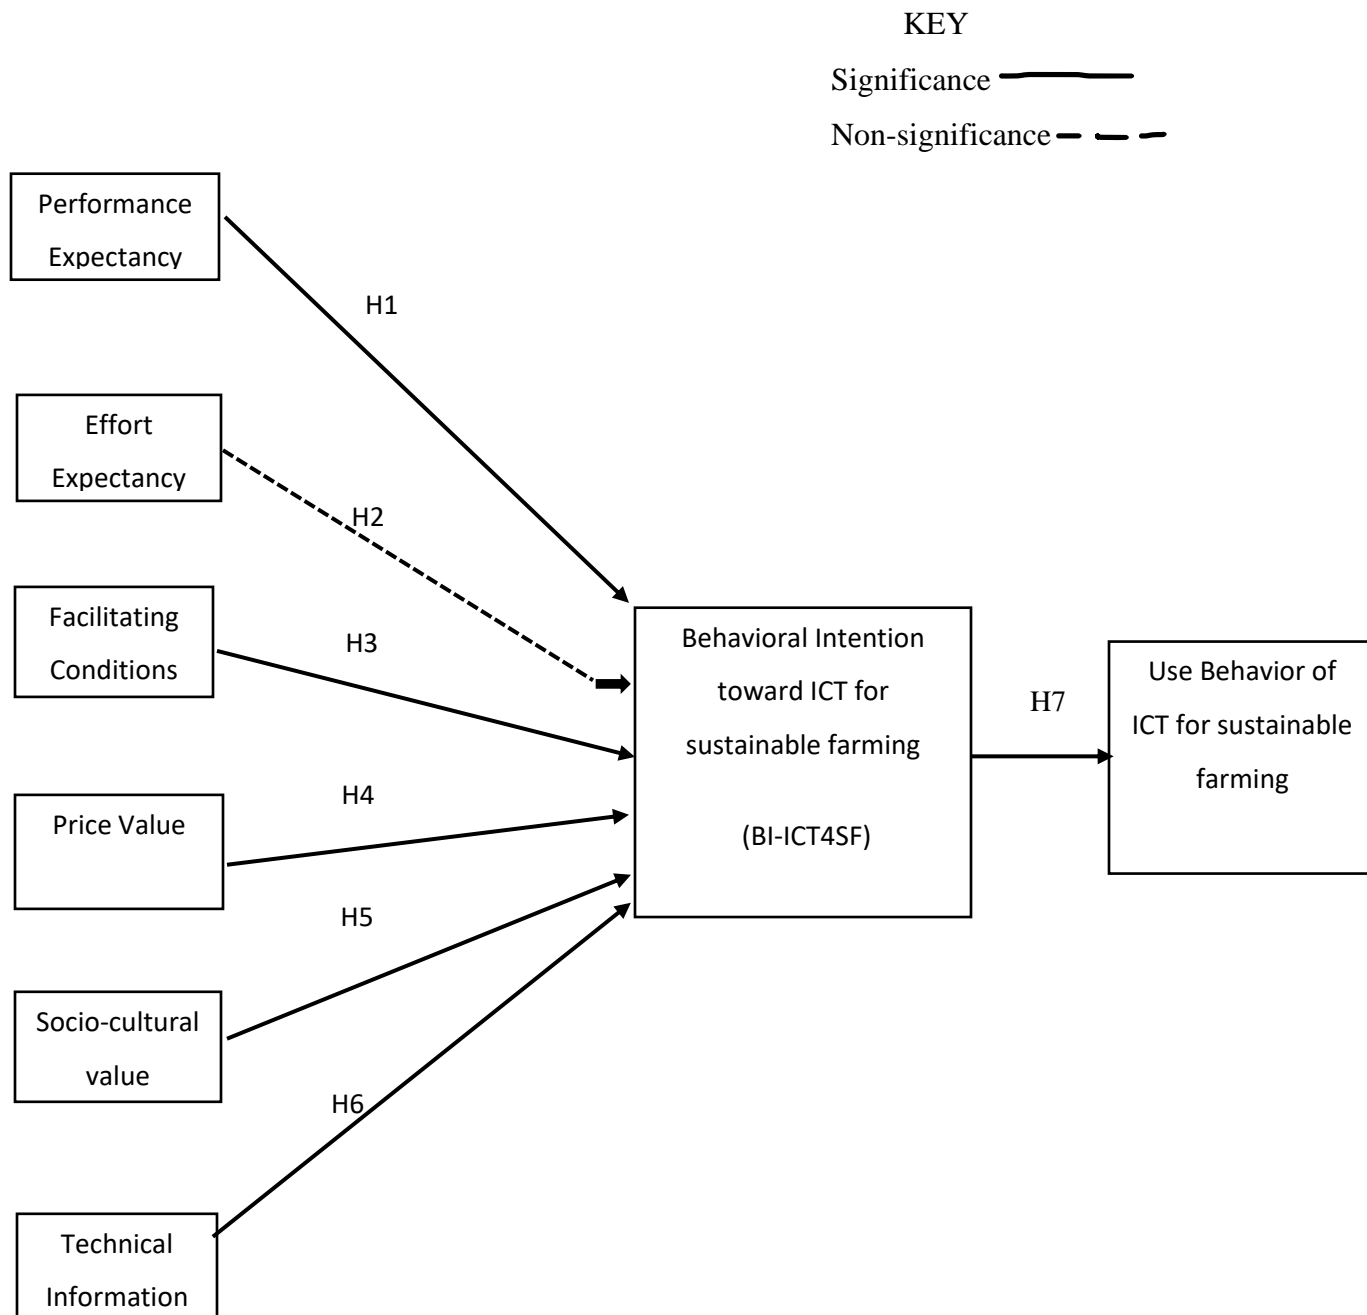 KEY
Significance
Non-significance
Performance
Expectancy
H1
Effort
Expectancy
H2
Facilitating
Conditions
H3
Behavioral Intention
toward ICT for
sustainable farming
(BI-ICT4SF)
H7
Use Behavior of
ICT for sustainable
farming
Price Value
H4
H5
Socio-cultural
value
H6
Technical
Information